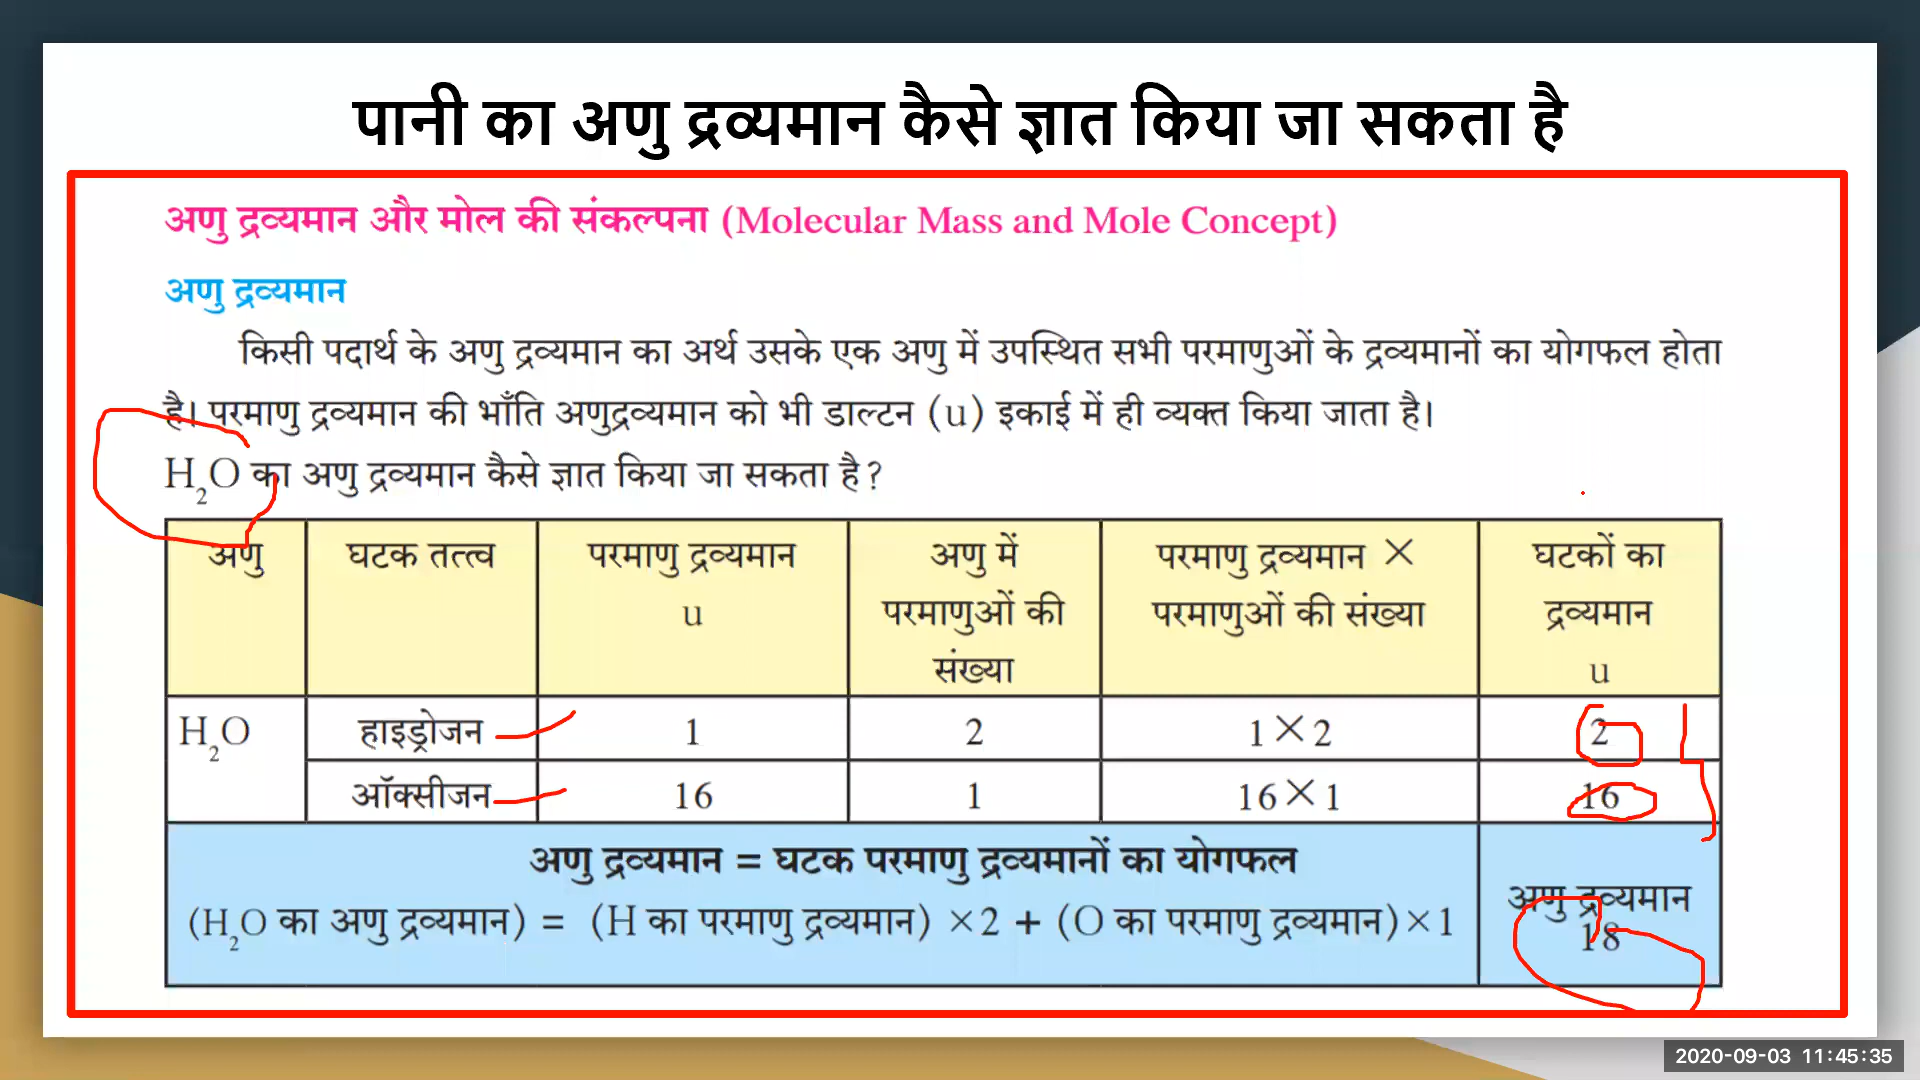 पानी का अणु द्रव्यमान कैसे ज्ञात किया जा सकता है
अणु द्रव्यमान और मोल की संकल्पना (Molecular Mass and Mole Concept)
अणु द्रव्यमान
किसी पदार्थ के अणु द्रव्यमान का अर्थ उसके एक अणु में उपस्थित सभी परमाणुओं के द्रव्यमानों का योगफल होता
है। परमाणु द्रव्यमान की भाँति अणुद्रव्यमान को भी डाल्टन (u) इकाई में ही व्यक्त किया जाता है।
H₂O का अणु द्रव्यमान कैसे ज्ञात किया जा सकता है?
अणु घटक तत्त्व परमाणु द्रव्यमान u अणु में परमाणुओं की संख्या परमाणु द्रव्यमान × परमाणुओं की संख्या घटकों का द्रव्यमान u
H₂O हाइड्रोजन 1 2 1×2 2
ऑक्सीजन 16 1 16×1 16
अणु द्रव्यमान = घटक परमाणु द्रव्यमानों का योगफल
(H₂O का अणु द्रव्यमान) = (H का परमाणु द्रव्यमान) ×2 + (O का परमाणु द्रव्यमान)×1
अणु द्रव्यमान
18
2020-09-03 11:45:35